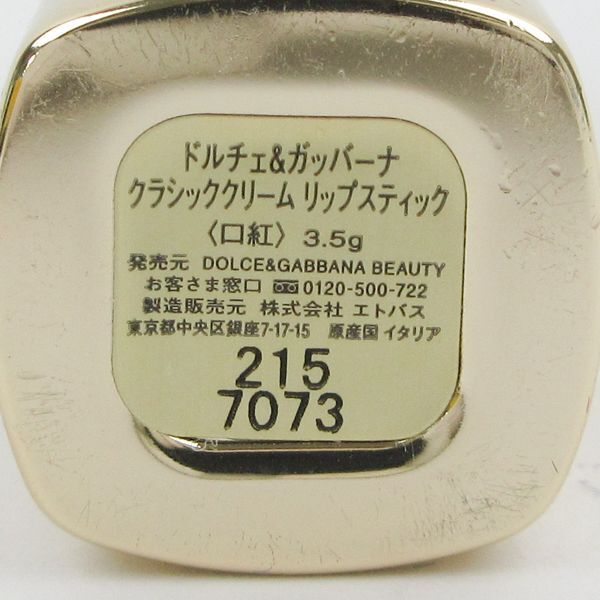 ドルチェ&ガッバーナ
クラシッククリーム リップスティック
〈口紅〉 3.5g
発売元 DOLCE&GABBANA BEAUTY
お客さま窓口 0120-500-722
製造販売元 株式会社 エトバス
東京都中央区銀座7-17-15 原産国 イタリア
215
7073